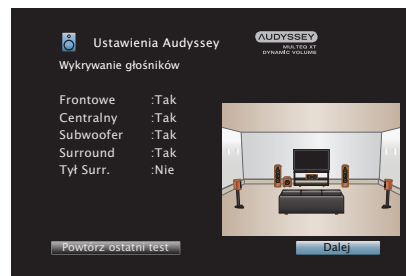 Ustawienia Audyssey
AUDYSSEY
MULTEQ XT
DYNAMIC VOLUME
Wykrywanie głośników
Frontowe :Tak
Centralny :Tak
Subwoofer :Tak
Surround :Tak
Tył Surr. :Nie
Powtórz ostatni test
Dalej